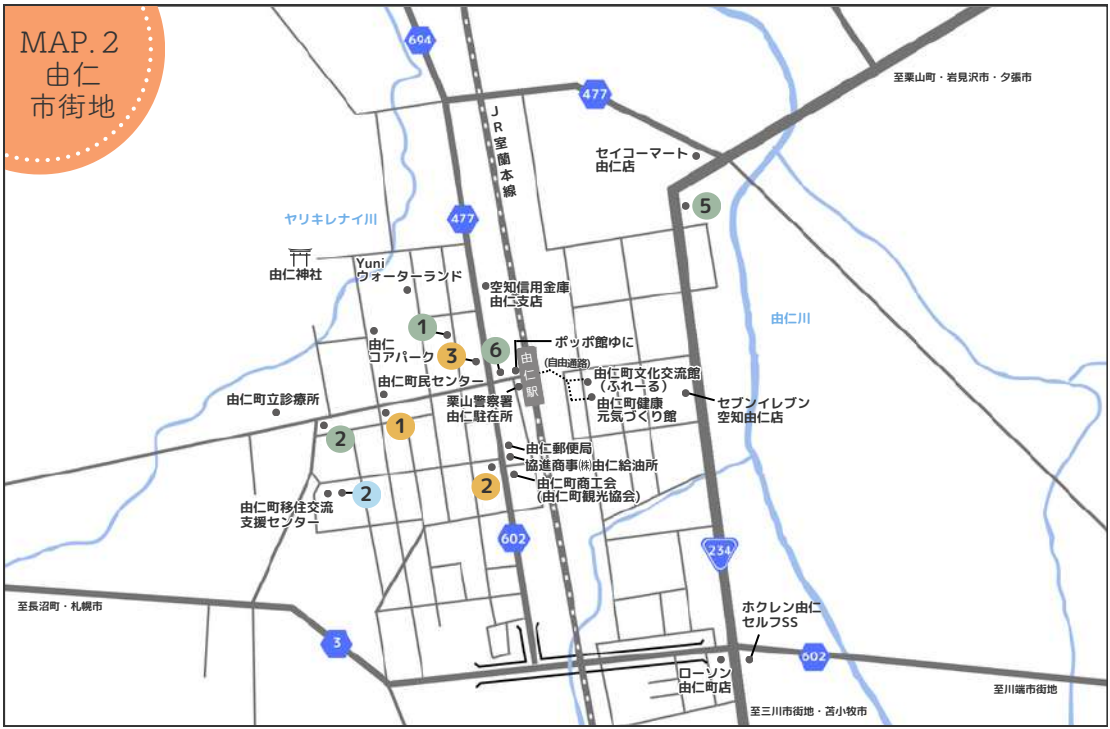 MAP.2
由仁
市街地
694
477
至栗山町・岩見沢市・夕張市
JR室蘭本線
セイコーマート
由仁店
5
477
ヤリキレナイ川
由仁神社
Yuni
ウォーターランド
空知信用金庫
由仁支店
由仁川
1
由仁
コアパーク
3
6
ポッポ館ゆに
由仁駅
(自由通路)
由仁町文化交流館
(ふれーる)
由仁町健康
元気づくり館
由仁町民センター
栗山警察署
由仁駐在所
セブンイレブン
空知由仁店
由仁町立診療所
2
1
由仁郵便局
協進商事㈱由仁給油所
由仁町商工会
(由仁町観光協会)
2
2
由仁町移住交流
支援センター
602
234
至長沼町・札幌市
3
ホクレン由仁
セルフSS
602
ローソン
由仁町店
至川端市街地
至三川市街地・苫小牧市